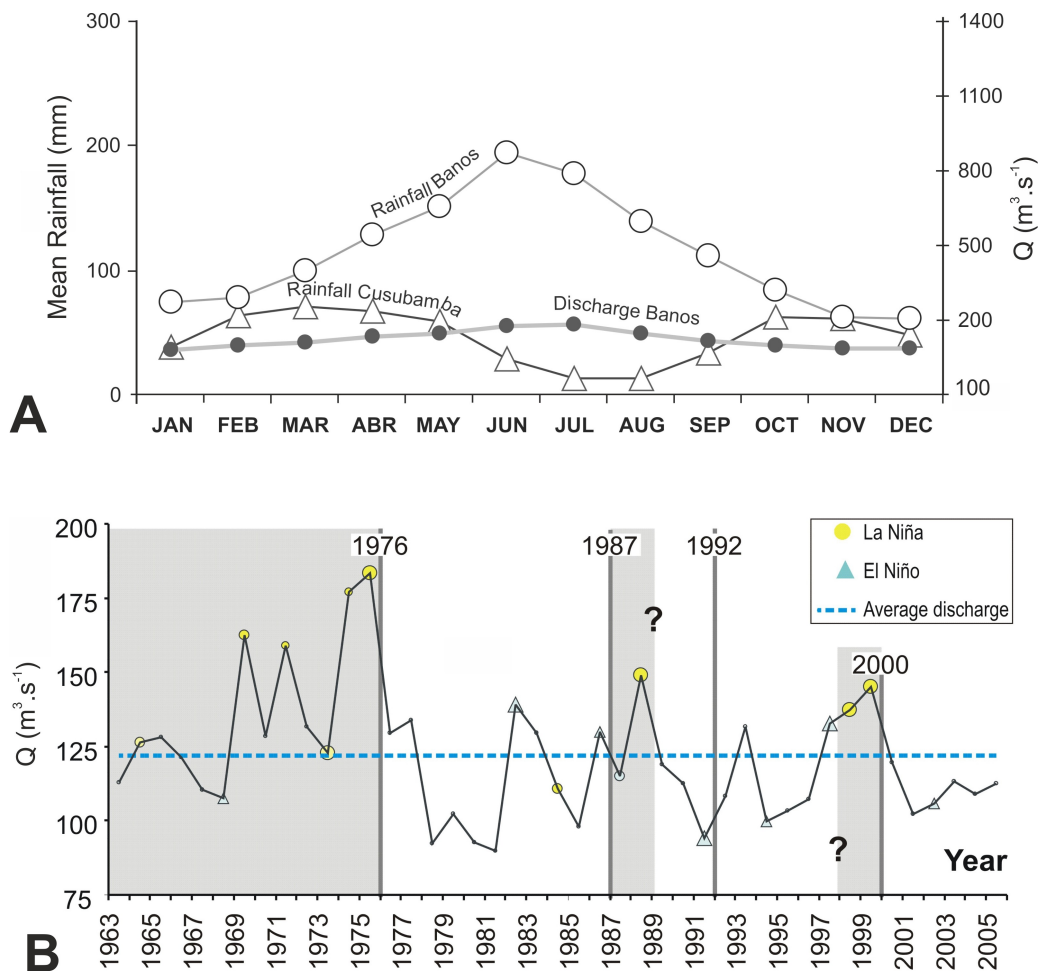 300
200
100
0
Mean Rainfall (mm)
1400
1100
800
500
200
100
Q (m³.s⁻¹)
Rainfall Banos
Rainfall Cusubamba
Discharge Banos
JAN FEB MAR ABR MAY JUN JUL AUG SEP OCT NOV DEC
A
200
175
150
125
100
75
Q (m³.s⁻¹)
1976
1987
1992
2000
?
?
La Niña
El Niño
Average discharge
Year
1963 1965 1967 1969 1971 1973 1975 1977 1979 1981 1983 1985 1987 1989 1991 1993 1995 1997 1999 2001 2003 2005
B